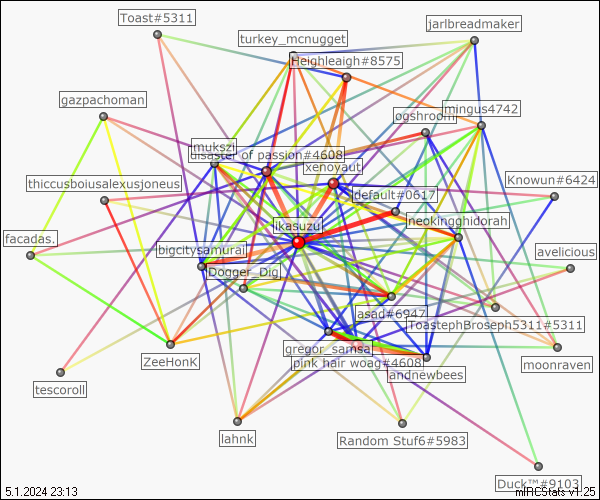 Toast#5311
jarlbreadmaker
turkey_mcnugget
Heighleaigh#8575
gazpachoman
mingus4742
ogshroom
mukszi
disaster of passion#4608
xenoyaut
thiccusboiusalexusjoneus
Knowun#6424
default#0617
neokingghidorah
ikasuzu
facadas.
bigcitysamurai
avelicious
Dogger_Dig
asad#6947
ToastephBroseph5311#5311
gregor_samsa
ZeeHonK
pink hair woag#4608
moonraven
andnewbees
tescoroll
lahnk
Random Stuf6#5983
Duck™#9103
5.1.2024 23:13
mIRCStats v1.25